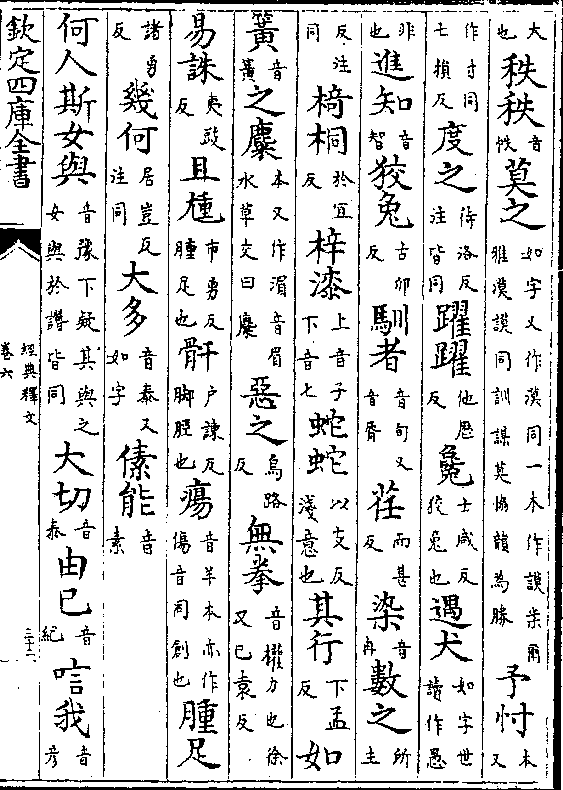 大也秩秩音帙莫之如字又作漠同一本作謨案爾雅漠謨同訓謀莫協韻為勝予忖本又
作寸同七損反度之待洛反注皆同躍躍他歷反毚士咸反狡兔也遇犬如字世讀作愚
非也進知音智狡兔古卯反馴者音旬又音脣荏而甚反染音冉數之所主
反注同椅桐於宜反梓漆上音子下音七蛇蛇以支反淺意也其行下孟反如
簧音簧之麋本又作湄音眉水草交曰麋惡之烏路反無拳音權力也徐又已袁反
易誅夷豉反且尰市勇反腫足也骭戶諫反腳脛也瘍音羊本亦作傷音同創也腫足
諸勇反幾何居豈反注同大多音泰又如字傃能音素
何人斯女與音豫下疑其與之女與於譖皆同大切音泰由已音紀唁我音彥
欽定四庫全書
經典釋文
卷六
三十二